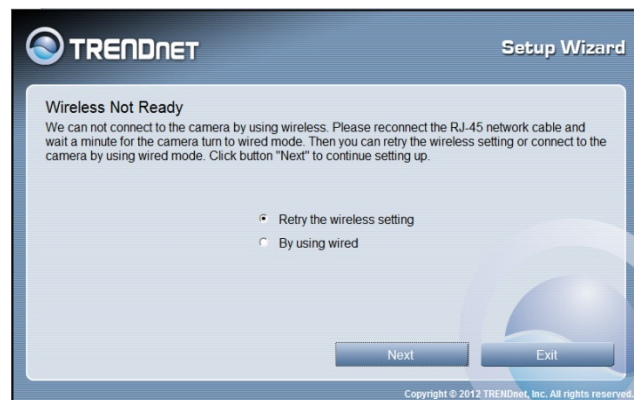 TRENDNET
Setup Wizard
Wireless Not Ready
We can not connect to the camera by using wireless. Please reconnect the RJ-45 network cable and
wait a minute for the camera turn to wired mode. Then you can retry the wireless setting or connect to the
camera by using wired mode. Click button "Next" to continue setting up.
Retry the wireless setting
By using wired
Next
Exit
Copyright © 2012 TRENDnet, Inc. All rights reserved.